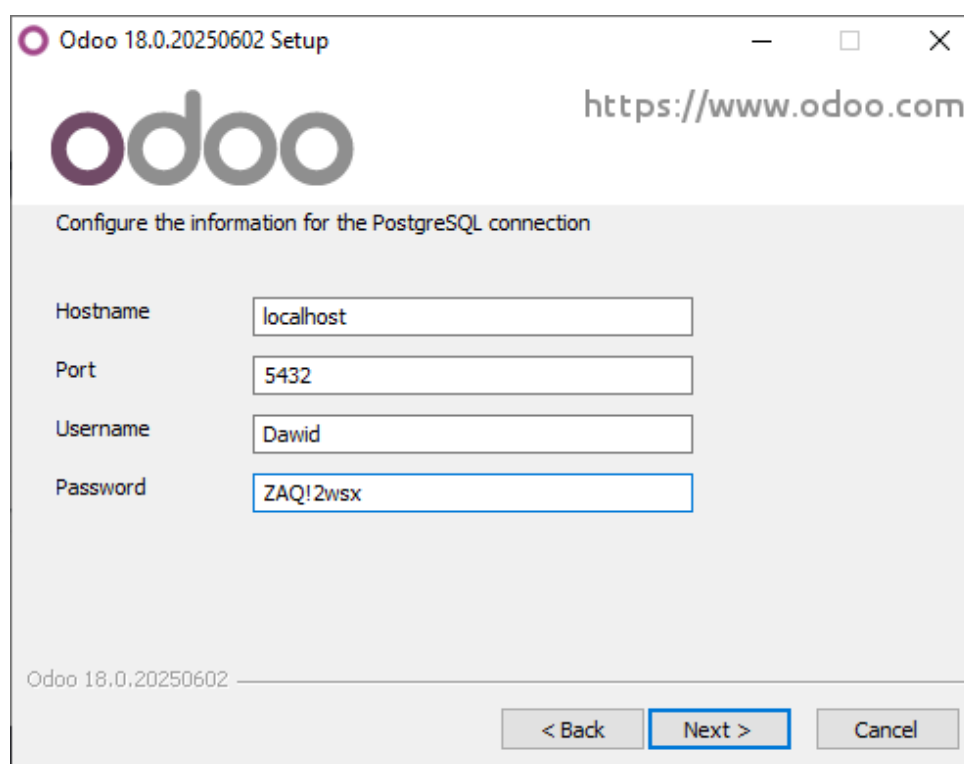 Odoo 18.0.20250602 Setup
odoo
https://www.odoo.com
Configure the information for the PostgreSQL connection
Hostname
localhost
Port
5432
Username
Dawid
Password
ZAQ!2wsx
Odoo 18.0.20250602
< Back
Next >
Cancel